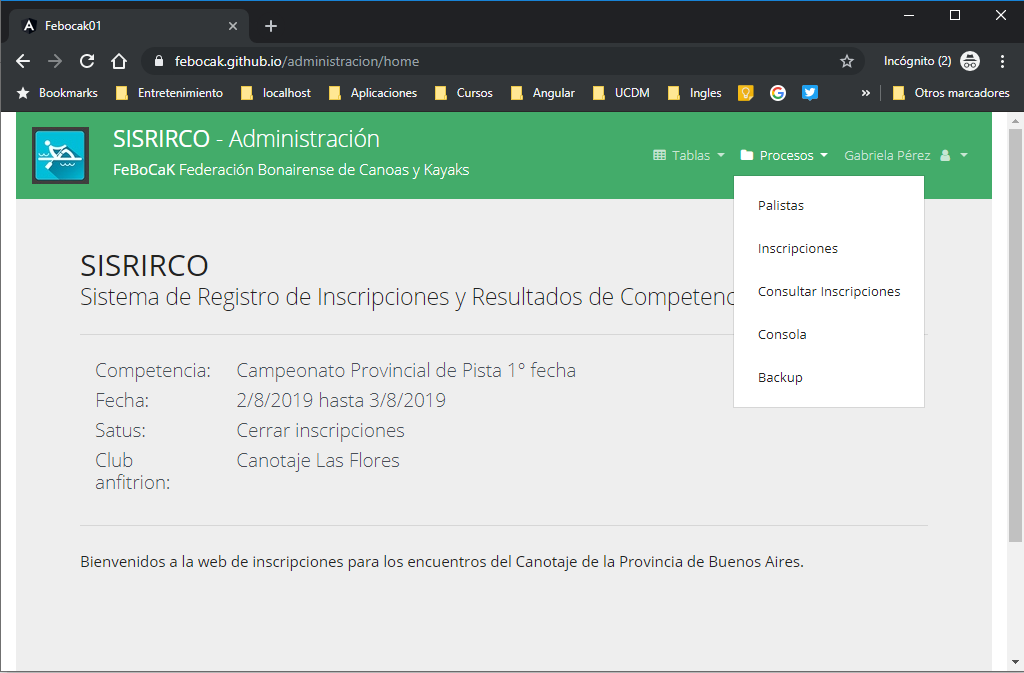 Febocak01
febocak.github.io/administracion/home
Incógnito (2)
Bookmarks
Entretenimiento
localhost
Aplicaciones
Cursos
Angular
UCDM
Ingles
»
Otros marcadores
SISRIRCO - Administración
FeBoCaK Federación Bonairense de Canoas y Kayaks
Tablas
Procesos
Gabriela Pérez
Palistas
Inscripciones
Consultar Inscripciones
Consola
Backup
SISRIRCO
Sistema de Registro de Inscripciones y Resultados de Competenc
Competencia: Campeonato Provincial de Pista 1° fecha
Fecha: 2/8/2019 hasta 3/8/2019
Satus: Cerrar inscripciones
Club anfitrion: Canotaje Las Flores
Bienvenidos a la web de inscripciones para los encuentros del Canotaje de la Provincia de Buenos Aires.